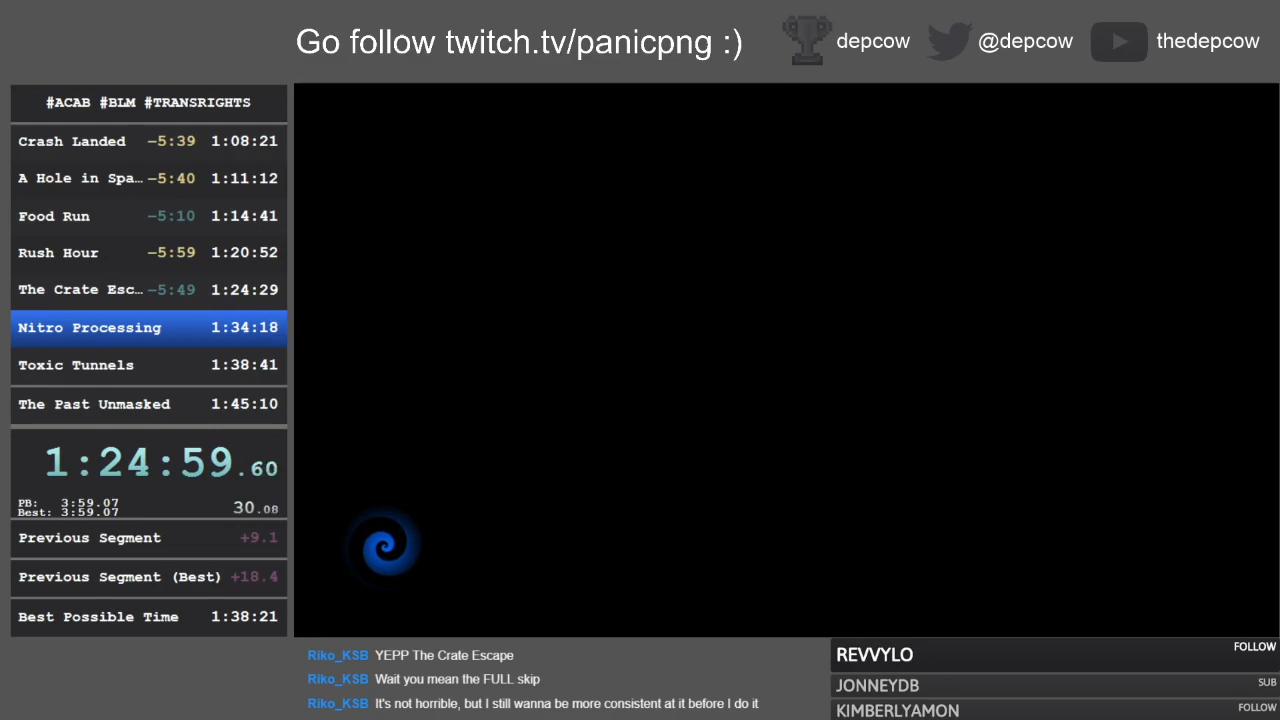 Go follow twitch.tv/panicpng :)
depcow
@depcow
thedepcow
#ACAB #BLM #TRANSRIGHTS
Crash Landed -5:39 1:08:21
A Hole in Spa… -5:40 1:11:12
Food Run -5:10 1:14:41
Rush Hour -5:59 1:20:52
The Crate Esc… -5:49 1:24:29
Nitro Processing 1:34:18
Toxic Tunnels 1:38:41
The Past Unmasked 1:45:10
1:24:59.60
PB: 3:59.07
Best: 3:59.07
30.08
Previous Segment +9.1
Previous Segment (Best) +18.4
Best Possible Time 1:38:21
Riko_KSB YEPP The Crate Escape
Riko_KSB Wait you mean the FULL skip
Riko_KSB It's not horrible, but I still wanna be more consistent at it before I do it
REVVYLO FOLLOW
JONNEYDB SUB
KIMBERLYAMON FOLLOW